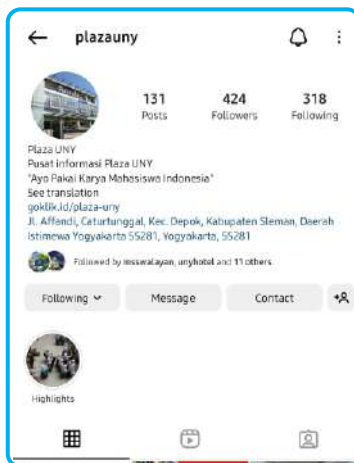 plazauny
131 424 318
Posts Followers Following
Plaza UNY
Pusat informasi Plaza UNY
"Ayo Pakai Karya Mahasiswa Indonesia"
See translation
goklik.id/plaza-uny
Jl. Affandi, Caturtunggal, Kec. Depok, Kabupaten Sleman, Daerah
Istimewa Yogyakarta 55281, Yogyakarta, 55281
Followed by msswalayan, unyhotel and 11 others
Following Message Contact
Highlights